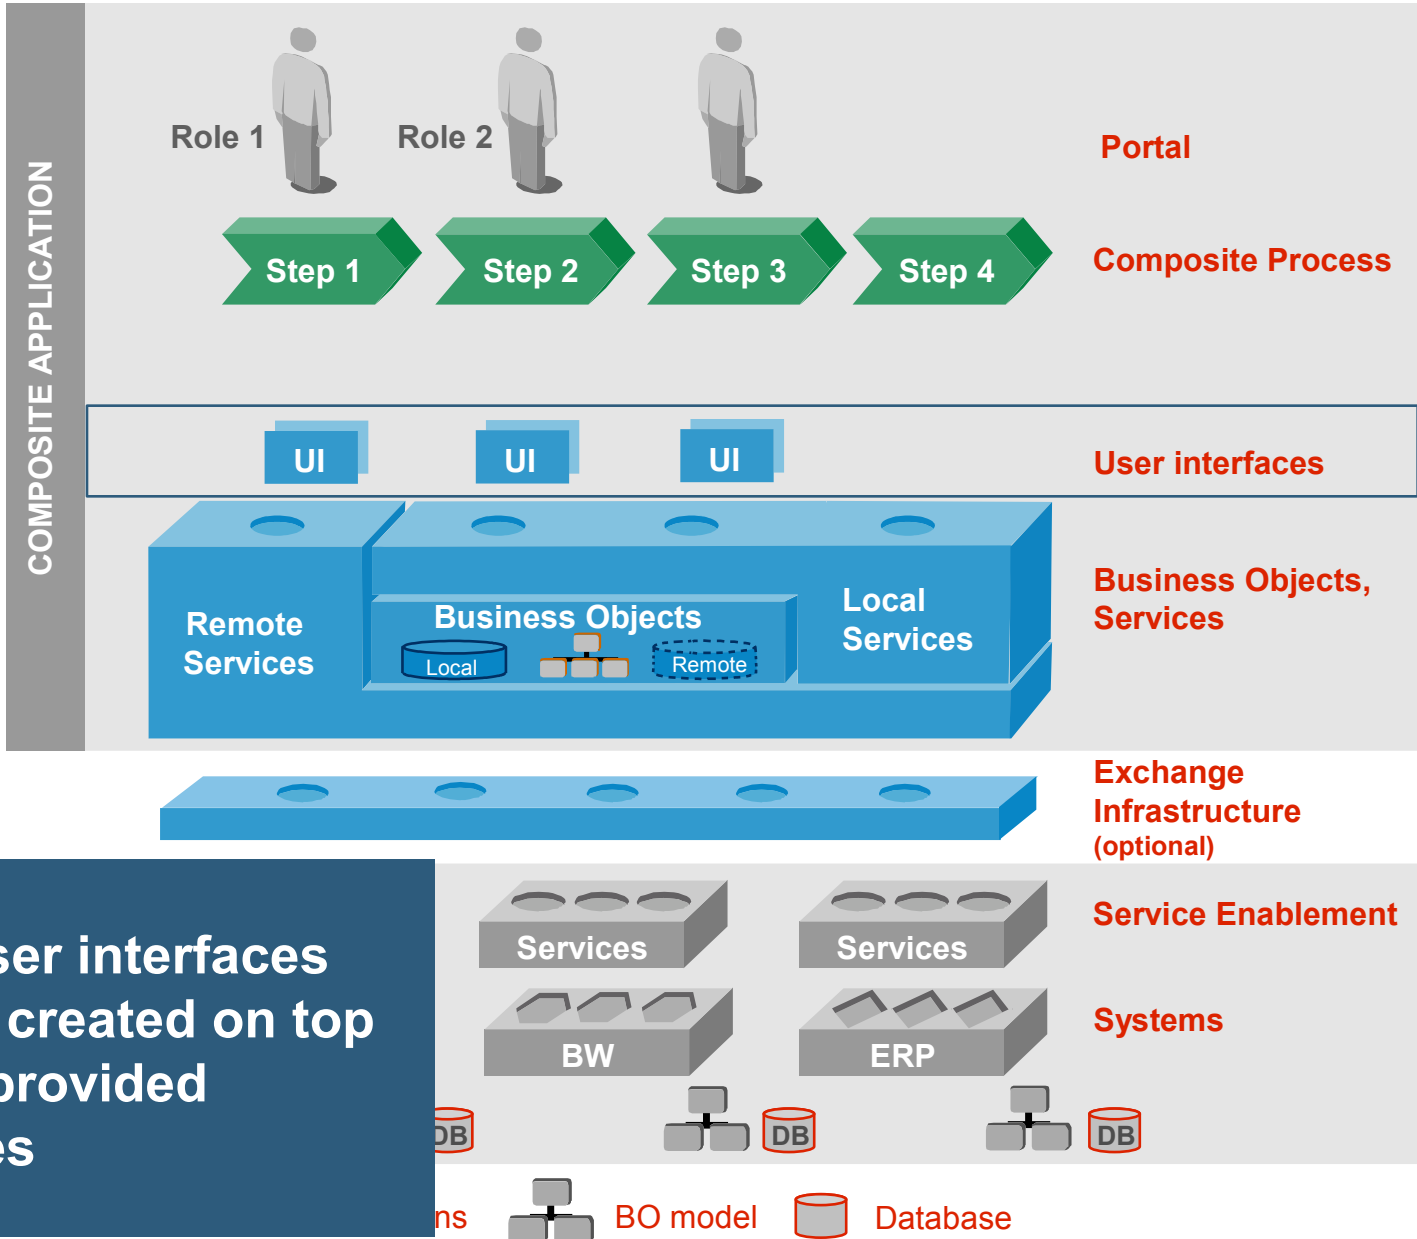 COMPOSITE APPLICATION
Role 1
Role 2
Portal
Step 1
Step 2
Step 3
Step 4
Composite Process
UI
UI
UI
User interfaces
Remote
Services
Business Objects
Local
Remote
Local
Services
Business Objects,
Services
Exchange
Infrastructure
(optional)
Services
Services
Service Enablement
BW
ERP
Systems
DB
DB
DB
ser interfaces
created on top
provided
es
ns
BO model
Database